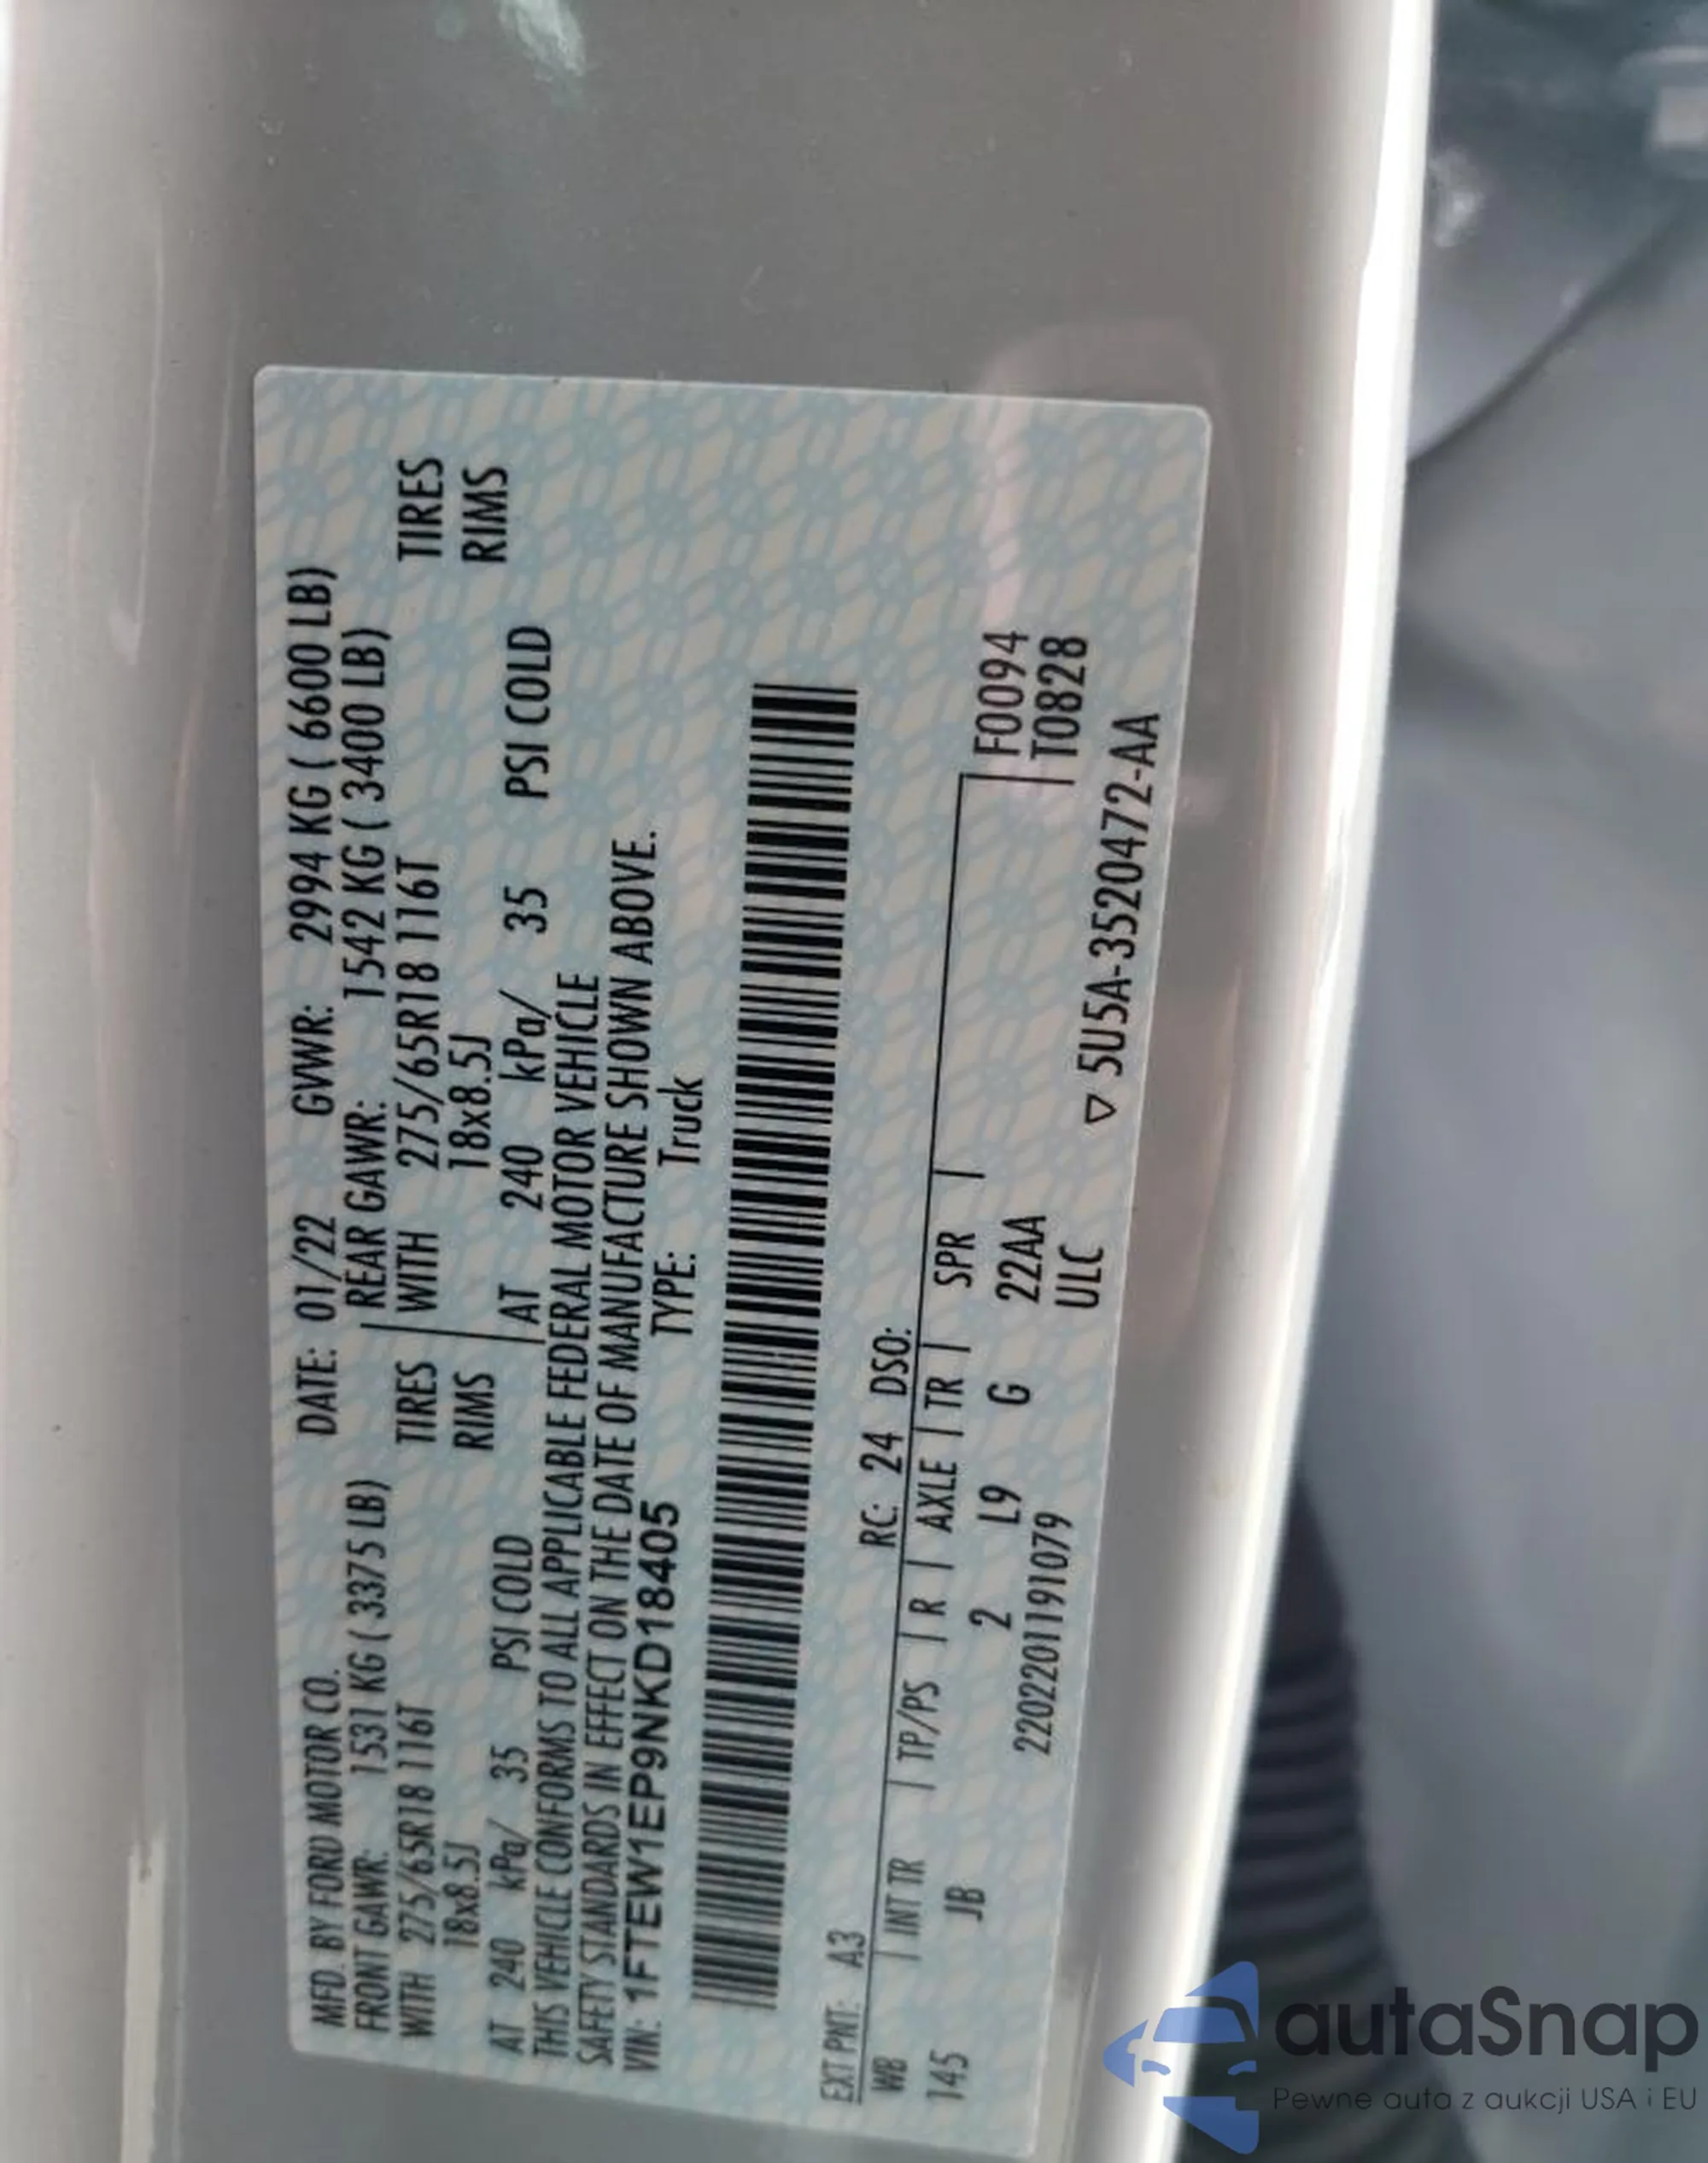 MFD. BY FORD MOTOR CO. DATE: 01/22 GVWR: 2994 KG ( 6600 LB)
FRONT GAWR: 1531 KG ( 3375 LB) REAR GAWR: 1542 KG ( 3400 LB)
WITH 275/65R18 116T TIRES WITH 275/65R18 116T TIRES
18x8.5J RIMS 18x8.5J RIMS
AT 240 kPa/ 35 PSI COLD AT 240 kPa/ 35 PSI COLD
THIS VEHICLE CONFORMS TO ALL APPLICABLE FEDERAL MOTOR VEHICLE
SAFETY STANDARDS IN EFFECT ON THE DATE OF MANUFACTURE SHOWN ABOVE.
VIN: 1FTEW1EP9NKD18405 TYPE: Truck
EXT PNT: A3 RC: 24 DSO:
WB | INT TR | TP/PS | R | AXLE | TR | SPR | F0094
145 JB 2 L9 G 22AA T0828
220220119 1079 ULC
▽ 5U5A-3520472-AA
autaSnap
Pewne auta z aukcji USA i EU